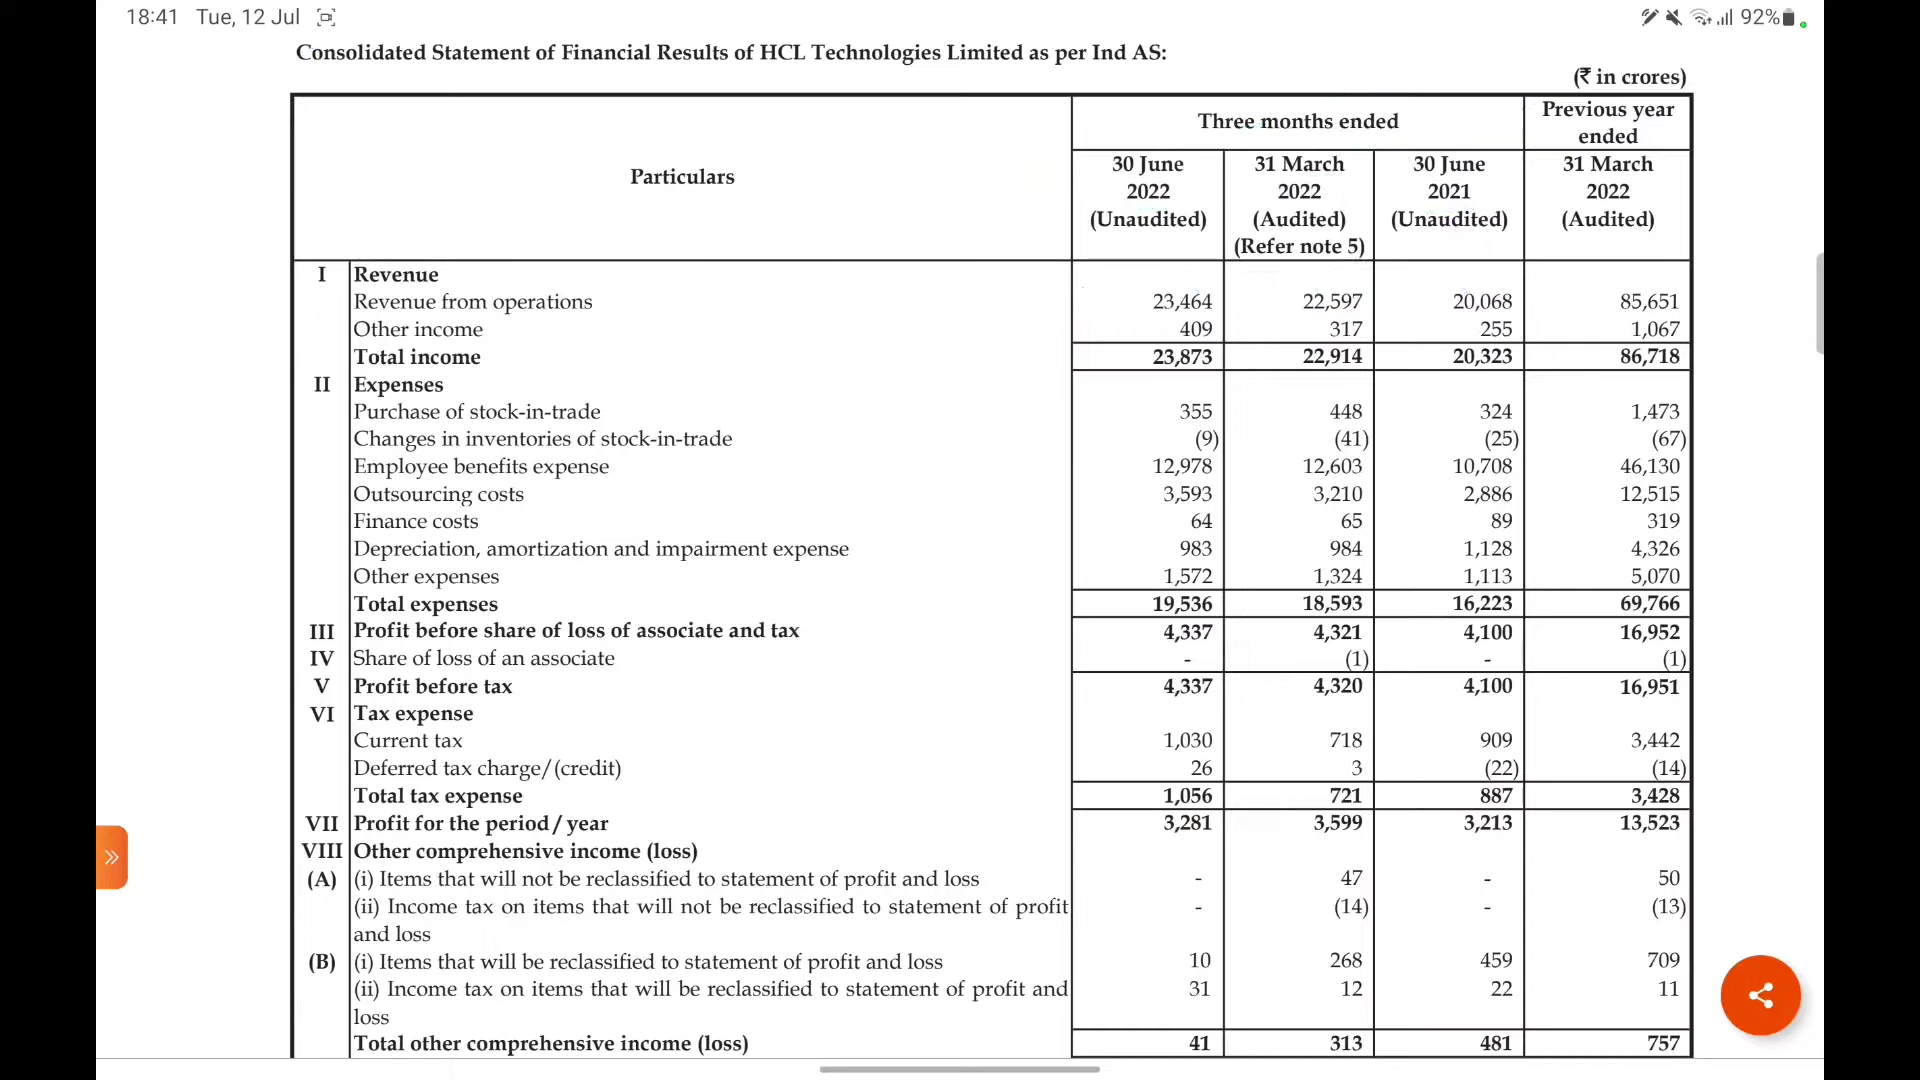 18:41 Tue, 12 Jul
92%
Consolidated Statement of Financial Results of HCL Technologies Limited as per Ind AS:
(₹ in crores)
Particulars
Three months ended
Previous year ended
30 June 2022 (Unaudited)
31 March 2022 (Audited) (Refer note 5)
30 June 2021 (Unaudited)
31 March 2022 (Audited)
I Revenue
Revenue from operations 23,464 22,597 20,068 85,651
Other income 409 317 255 1,067
Total income 23,873 22,914 20,323 86,718
II Expenses
Purchase of stock-in-trade 355 448 324 1,473
Changes in inventories of stock-in-trade (9) (41) (25) (67)
Employee benefits expense 12,978 12,603 10,708 46,130
Outsourcing costs 3,593 3,210 2,886 12,515
Finance costs 64 65 89 319
Depreciation, amortization and impairment expense 983 984 1,128 4,326
Other expenses 1,572 1,324 1,113 5,070
Total expenses 19,536 18,593 16,223 69,766
III Profit before share of loss of associate and tax 4,337 4,321 4,100 16,952
IV Share of loss of an associate - (1) - (1)
V Profit before tax 4,337 4,320 4,100 16,951
VI Tax expense
Current tax 1,030 718 909 3,442
Deferred tax charge/(credit) 26 3 (22) (14)
Total tax expense 1,056 721 887 3,428
VII Profit for the period / year 3,281 3,599 3,213 13,523
VIII Other comprehensive income (loss)
(A) (i) Items that will not be reclassified to statement of profit and loss - 47 - 50
(ii) Income tax on items that will not be reclassified to statement of profit - (14) - (13)
and loss
(B) (i) Items that will be reclassified to statement of profit and loss 10 268 459 709
(ii) Income tax on items that will be reclassified to statement of profit and 31 12 22 11
loss
Total other comprehensive income (loss) 41 313 481 757